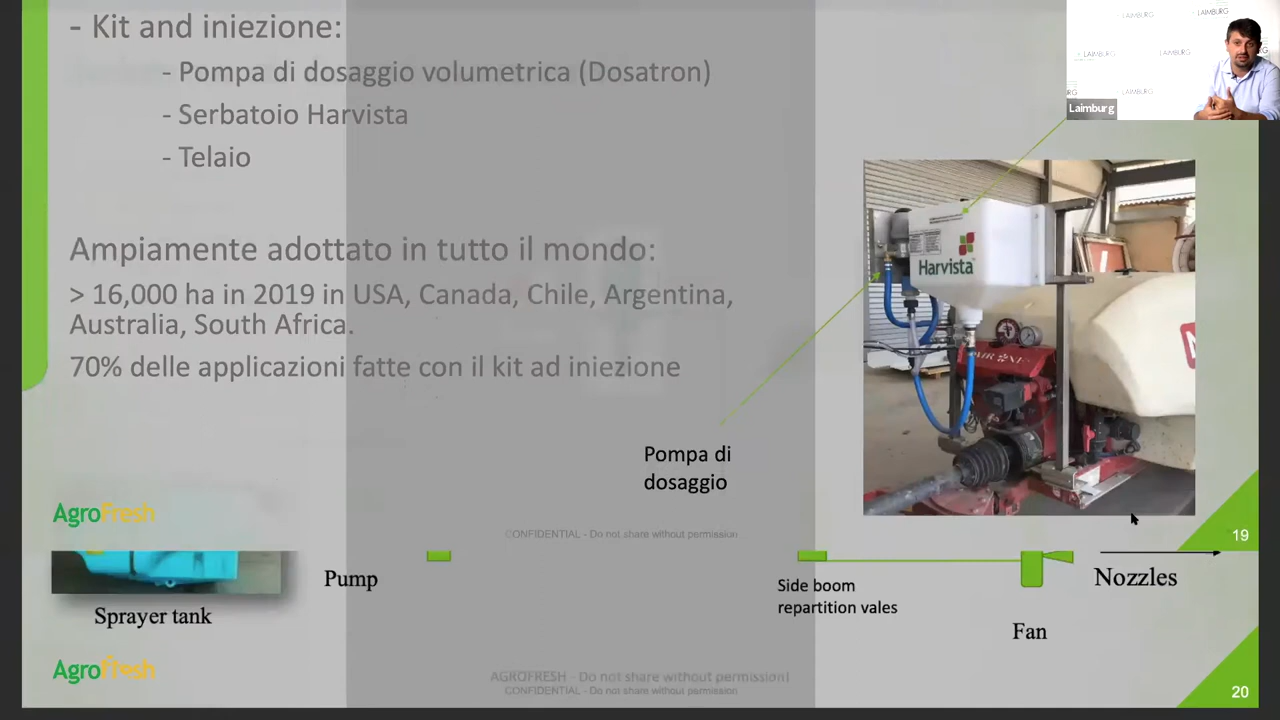 - Kit and iniezione:
- Pompa di dosaggio volumetrica (Dosatron)
- Serbatoio Harvista
- Telaio
Ampiamente adottato in tutto il mondo:
> 16,000 ha in 2019 in USA, Canada, Chile, Argentina,
Australia, South Africa.
70% delle applicazioni fatte con il kit ad iniezione
LAIMBURG
LAIMBURG
LAIMBURG
LAIMBURG
LAIMBURG
Laimburg
Harvista
Pompa di
dosaggio
AgroFresh
CONFIDENTIAL - Do not share without permission
19
Pump
Sprayer tank
Side boom
repartition vales
Nozzles
Fan
AgroFresh
AGROFRESH - Do not share without permission!
CONFIDENTIAL - Do not share without permission
20